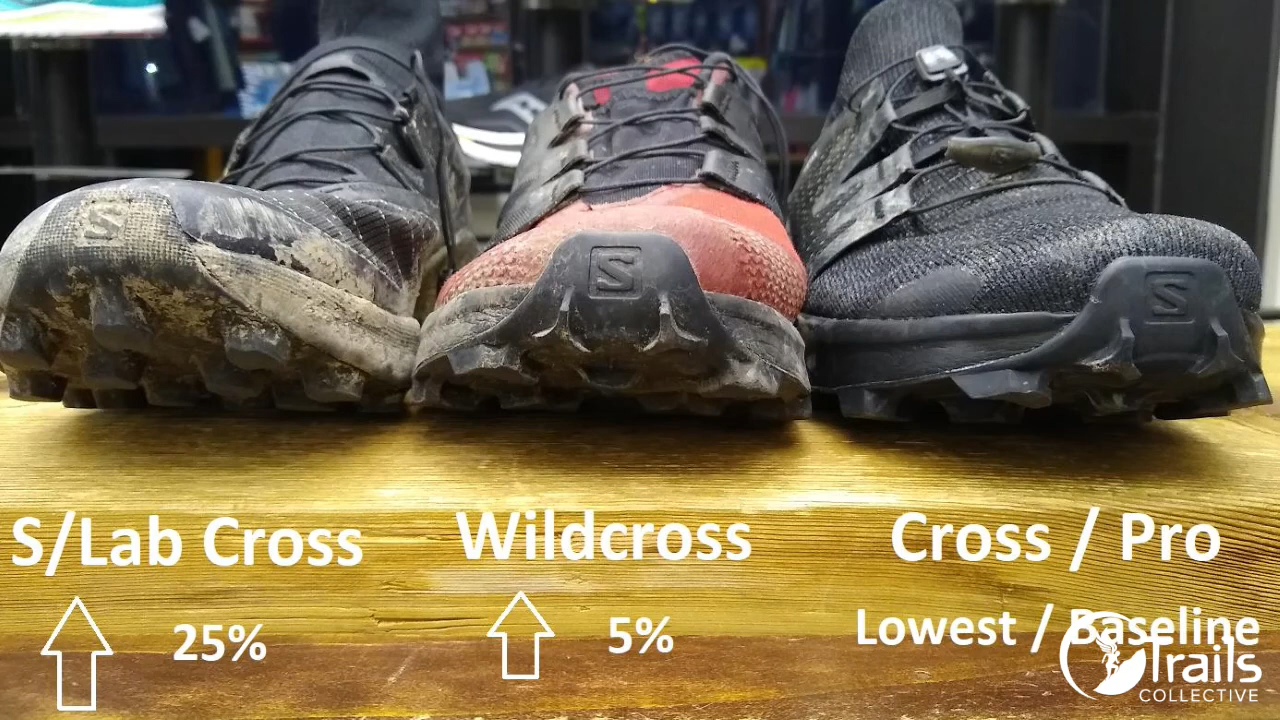 S
S
S
S/Lab Cross
Wildcross
Cross / Pro
25%
5%
Lowest / Baseline
Trails
COLLECTIVE